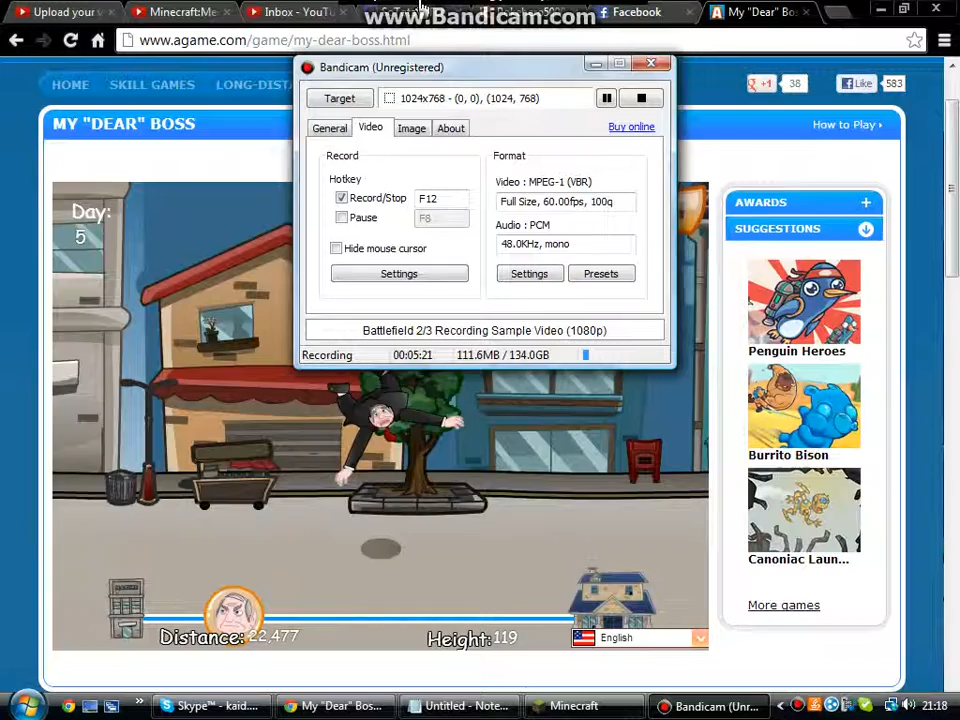 Upload your
Minecraft:Me
Inbox - YouTu
Facebook
My "Dear" Bos
www.Bandicam.com
www.agame.com/game/my-dear-boss.html
HOME
SKILL GAMES
LONG-DISTA
+1
38
Like
583
Bandicam (Unregistered)
Target
1024x768 - (0, 0), (1024, 768)
General
Video
Image
About
Buy online
Record
Hotkey
Record/Stop
F12
Pause
F8
Hide mouse cursor
Settings
Format
Video : MPEG-1 (VBR)
Full Size, 60.00fps, 100q
Audio : PCM
48.0KHz, mono
Settings
Presets
Battlefield 2/3 Recording Sample Video (1080p)
Recording
00:05:21
111.6MB / 134.0GB
MY "DEAR" BOSS
How to Play
Day:
5
AWARDS
SUGGESTIONS
Penguin Heroes
Burrito Bison
Canoniac Laun...
More games
Distance: 22,477
Height: 119
English
Skype™ - kaid....
My "Dear" Bos...
Untitled - Note...
Minecraft
Bandicam (Unr...
21:18